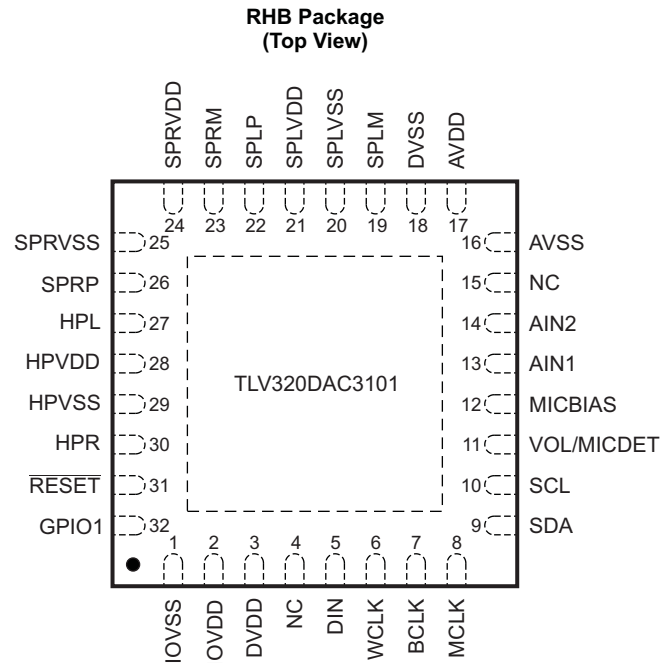 RHB Package
(Top View)
SPRVDD
SPRM
SPLP
SPLVDD
SPLVSS
SPLM
DVSS
AVDD
24 23 22 21 20 19 18 17
SPRVSS 25 16 AVSS
SPRP 26 15 NC
HPL 27 14 AIN2
HPVDD 28 13 AIN1
TLV320DAC3101
HPVSS 29 12 MICBIAS
HPR 30 11 VOL/MICDET
RESET 31 10 SCL
GPIO1 32 9 SDA
1 2 3 4 5 6 7 8
IOVSS
OVDD
DVDD
NC
DIN
WCLK
BCLK
MCLK